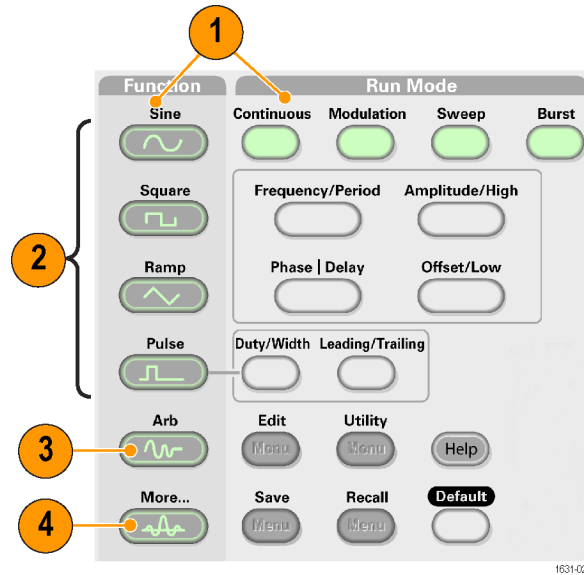 1
Function Run Mode
Sine Continuous Modulation Sweep Burst
2
Square Frequency/Period Amplitude/High
Ramp Phase | Delay Offset/Low
Pulse Duty/Width Leading/Trailing
3
Arb Edit Utility
Menu Menu Help
4
More... Save Recall Default
Menu Menu
1631-02